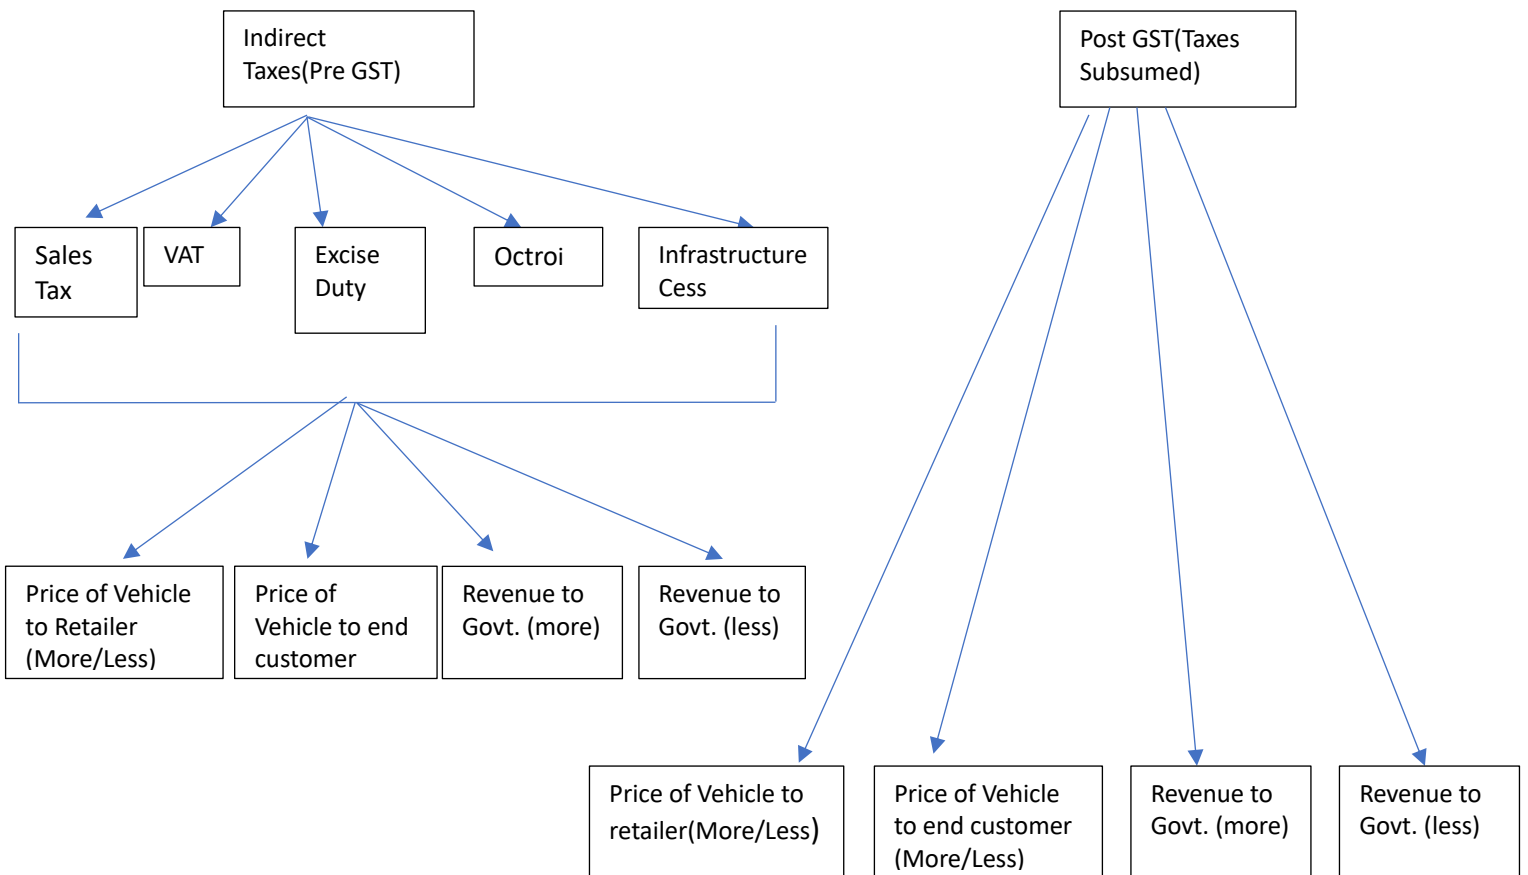 Indirect
Taxes(Pre GST)
Post GST(Taxes
Subsumed)
Sales
Tax
VAT
Excise
Duty
Octroi
Infrastructure
Cess
Price of Vehicle
to Retailer
(More/Less)
Price of
Vehicle to end
customer
Revenue to
Govt. (more)
Revenue to
Govt. (less)
Price of Vehicle to
retailer(More/Less)
Price of Vehicle
to end customer
(More/Less)
Revenue to
Govt. (more)
Revenue to
Govt. (less)